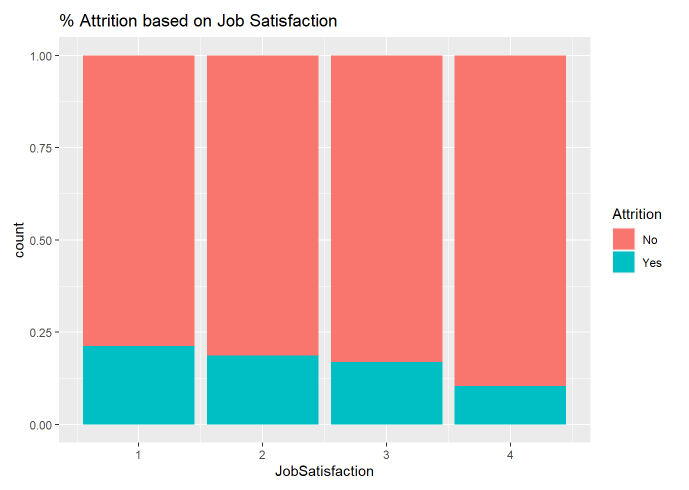 % Attrition based on Job Satisfaction
1.00
0.75
0.50
0.25
0.00
count
1 2 3 4
JobSatisfaction
Attrition
No
Yes